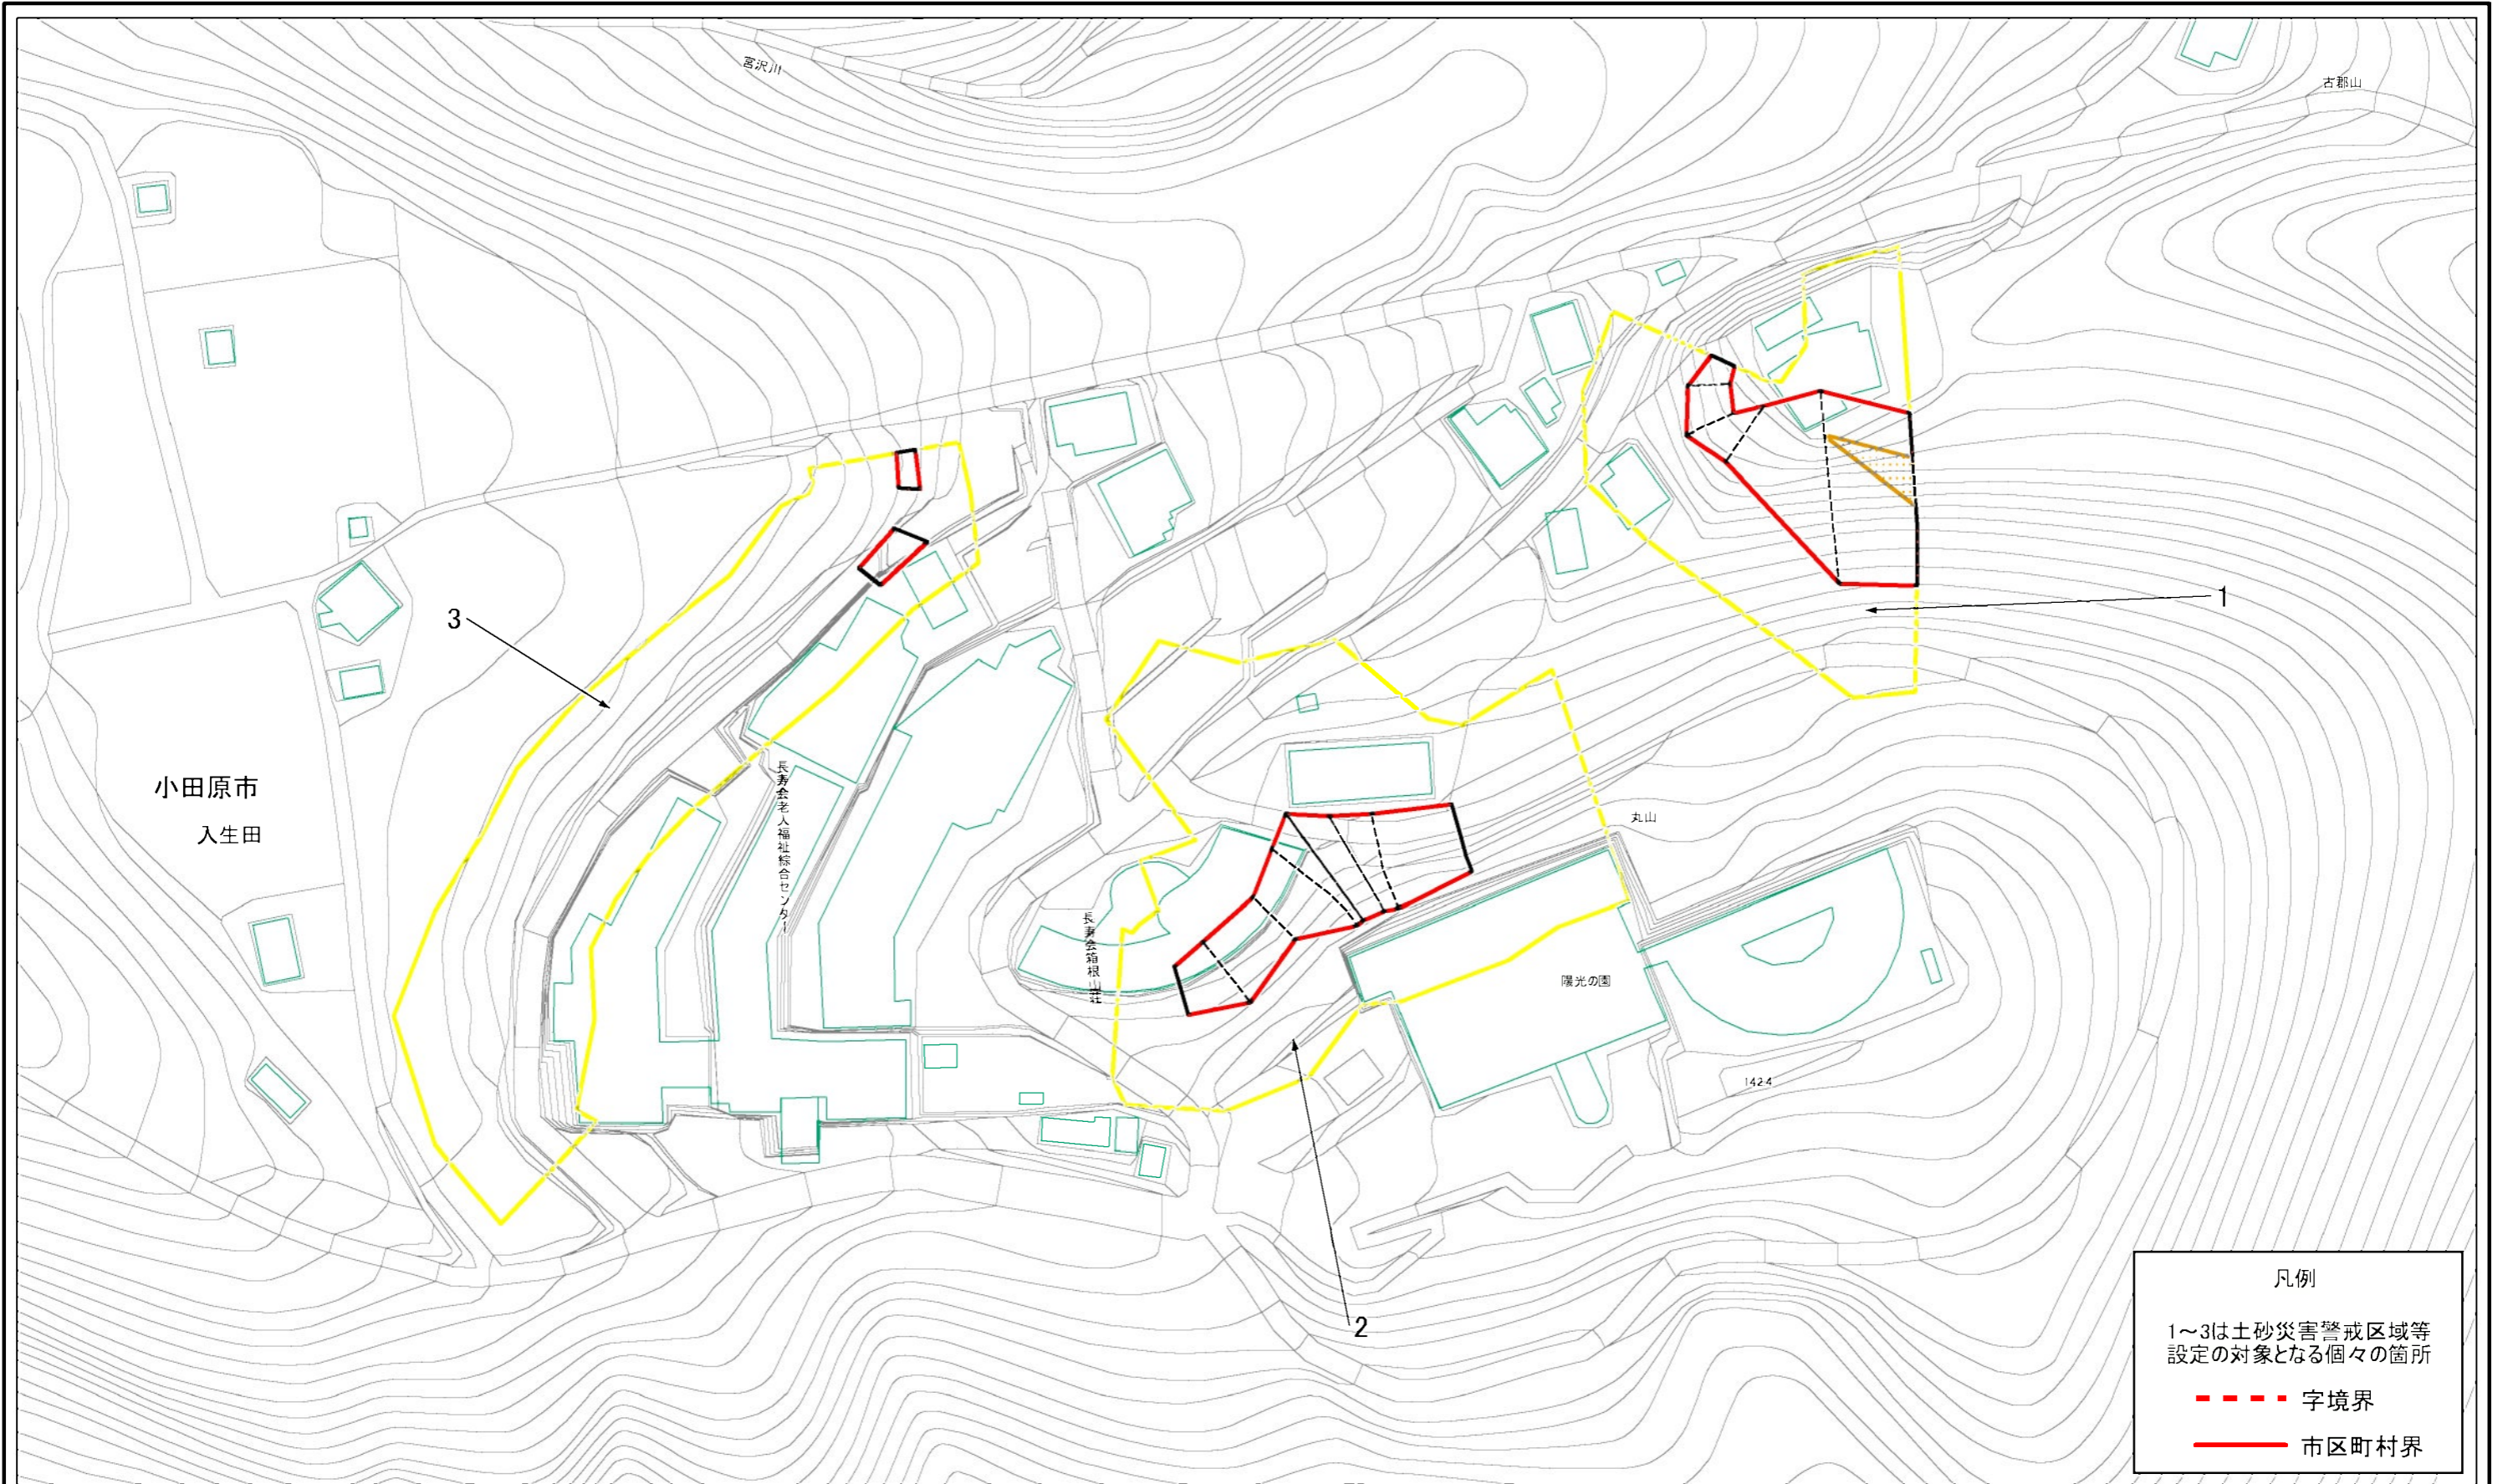 宮沢川
古郡山
3
1
小田原市
入生田
長寿会老人福祉総合センター
丸山
長寿会箱根山荘
陽光の園
142.4
2
凡例
1～3は土砂災害警戒区域等
設定の対象となる個々の箇所
字境界
市区町村界